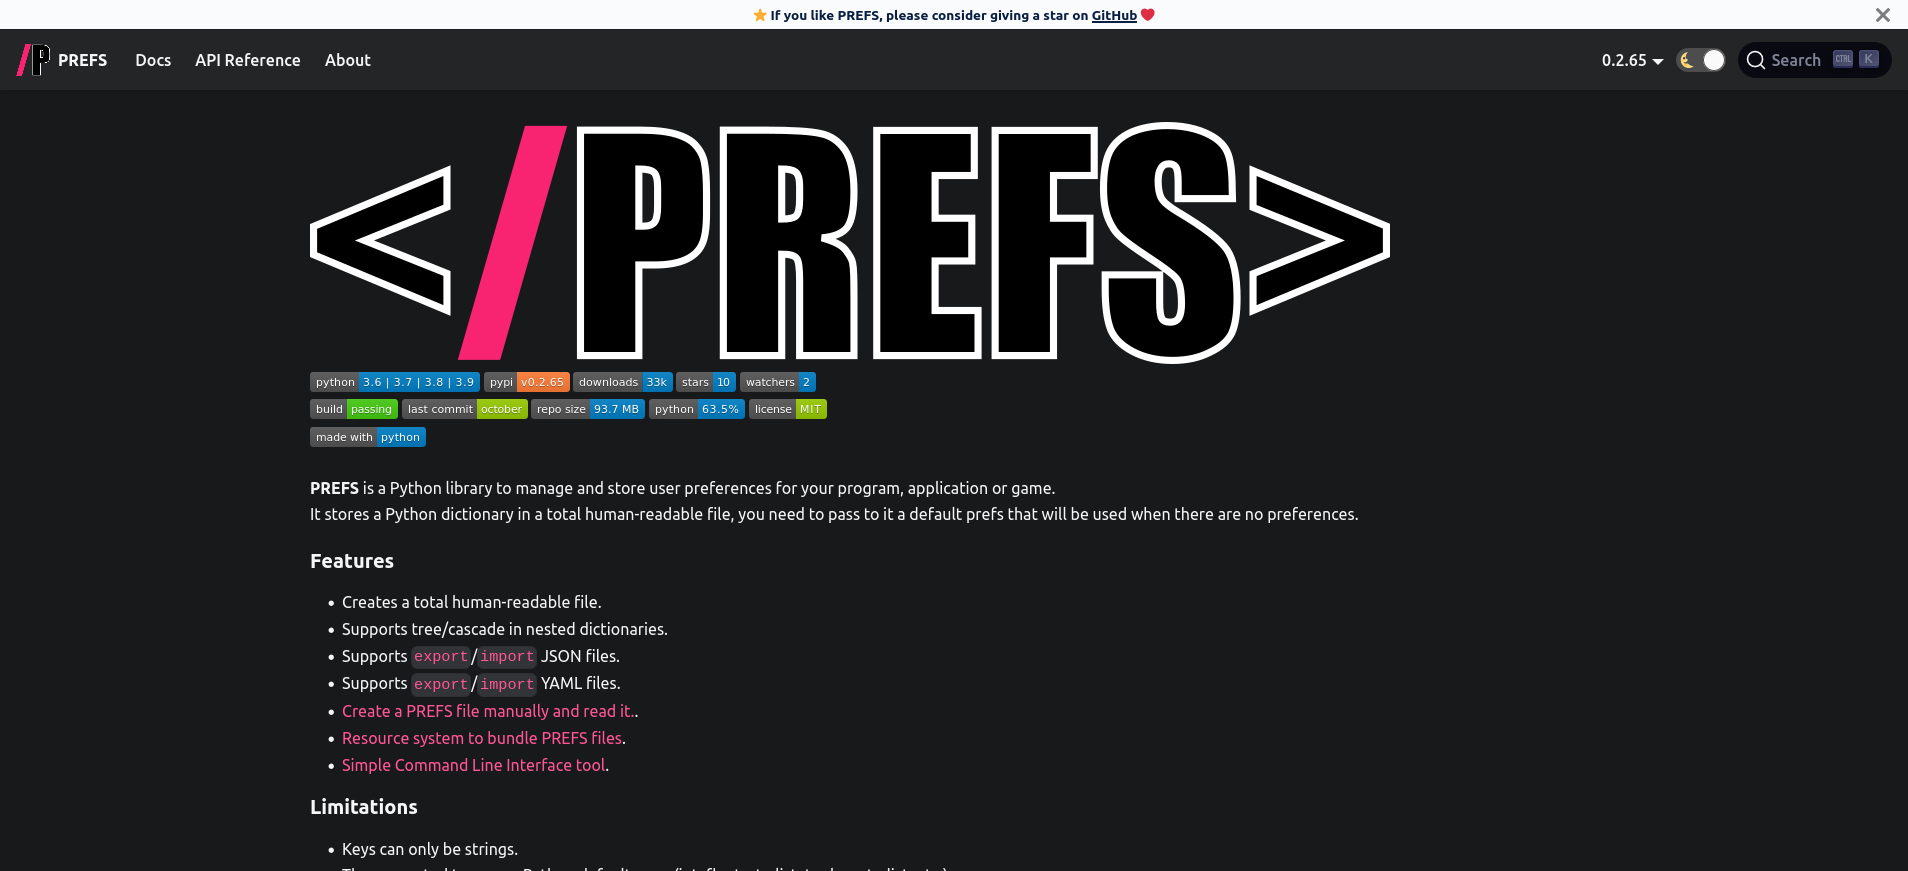 ⭐ If you like PREFS, please consider giving a star on GitHub ❤️
/P PREFS Docs API Reference About 0.2.65 Search CTRL K
</PREFS>
python 3.6 | 3.7 | 3.8 | 3.9 pypi v0.2.65 downloads 33k stars 10 watchers 2
build passing last commit october repo size 93.7 MB python 63.5% license MIT
made with python
PREFS is a Python library to manage and store user preferences for your program, application or game.
It stores a Python dictionary in a total human-readable file, you need to pass to it a default prefs that will be used when there are no preferences.
Features
• Creates a total human-readable file.
• Supports tree/cascade in nested dictionaries.
• Supports export/import JSON files.
• Supports export/import YAML files.
• Create a PREFS file manually and read it..
• Resource system to bundle PREFS files.
• Simple Command Line Interface tool.
Limitations
• Keys can only be strings.